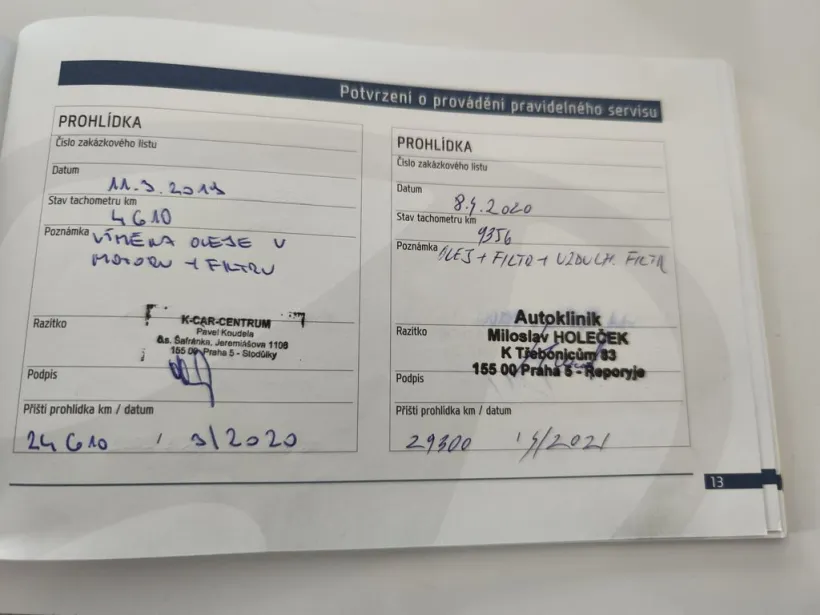 Potvrzení o provádění pravidelného servisu
PROHLÍDKA
Číslo zakázkového listu
Datum
11.3.2019
Stav tachometru km
4610
Poznámka
VÍMĚNA OLEJE V
MOTORU + FILTRU
Razítko
K-CAR-CENTRUM
Pavel Koudela
Šafránka, Jeremiášova 1108
155 00 Praha 5 - Stodůlky
Podpis
Příští prohlídka km / datum
24610 / 3/2020
PROHLÍDKA
Číslo zakázkového listu
Datum
8.4.2020
Stav tachometru km
9356
Poznámka
OLEJ + FILTR + VZDUCH. FILTR
Razítko
Autoklinik
Miloslav HOLEČEK
K Třebonicům 83
155 00 Praha 5 - Řeporyje
Podpis
Příští prohlídka km / datum
29300 / 4/2021
13